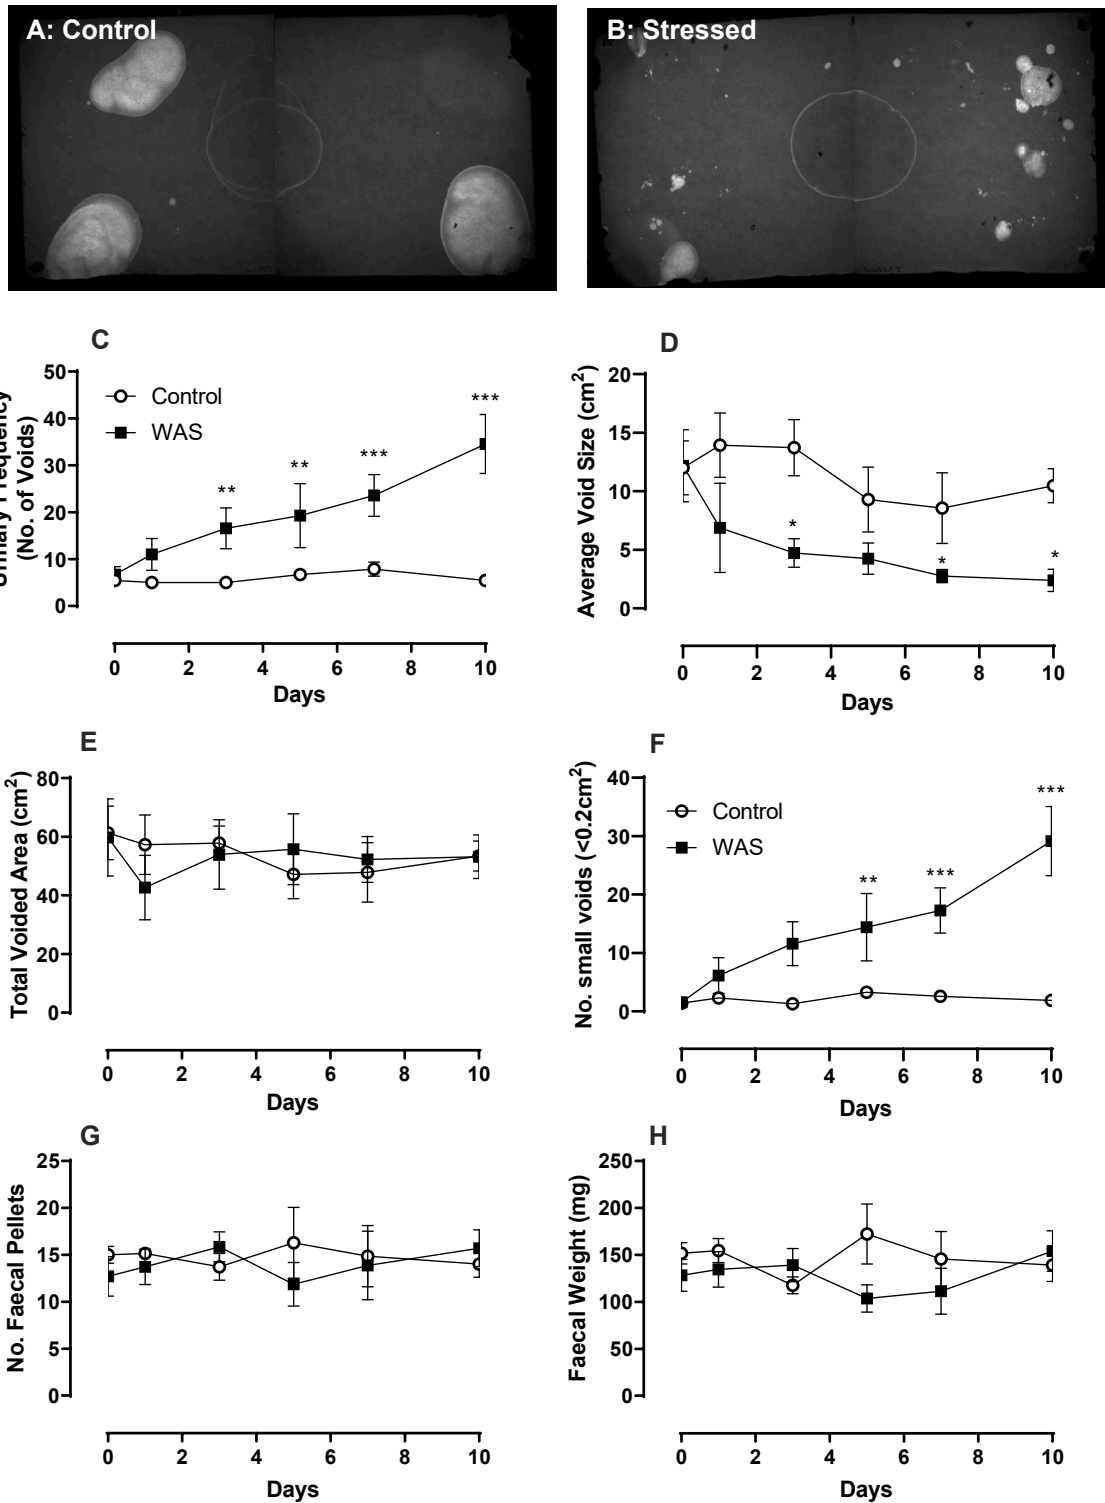 A: Control
B: Stressed
C
(No. of Voids)
50
40
30
20
10
0
Control
WAS
**
**
***
***
0 2 4 6 8 10
Days
D
Average Void Size (cm²)
20
15
10
5
0
*
*
*
0 2 4 6 8 10
Days
E
Total Voided Area (cm²)
80
60
40
20
0
0 2 4 6 8 10
Days
F
No. small voids (<0.2cm²)
40
30
20
10
0
Control
WAS
**
***
***
0 2 4 6 8 10
Days
G
No. Faecal Pellets
25
20
15
10
5
0
0 2 4 6 8 10
Days
H
Faecal Weight (mg)
250
200
150
100
50
0
0 2 4 6 8 10
Days